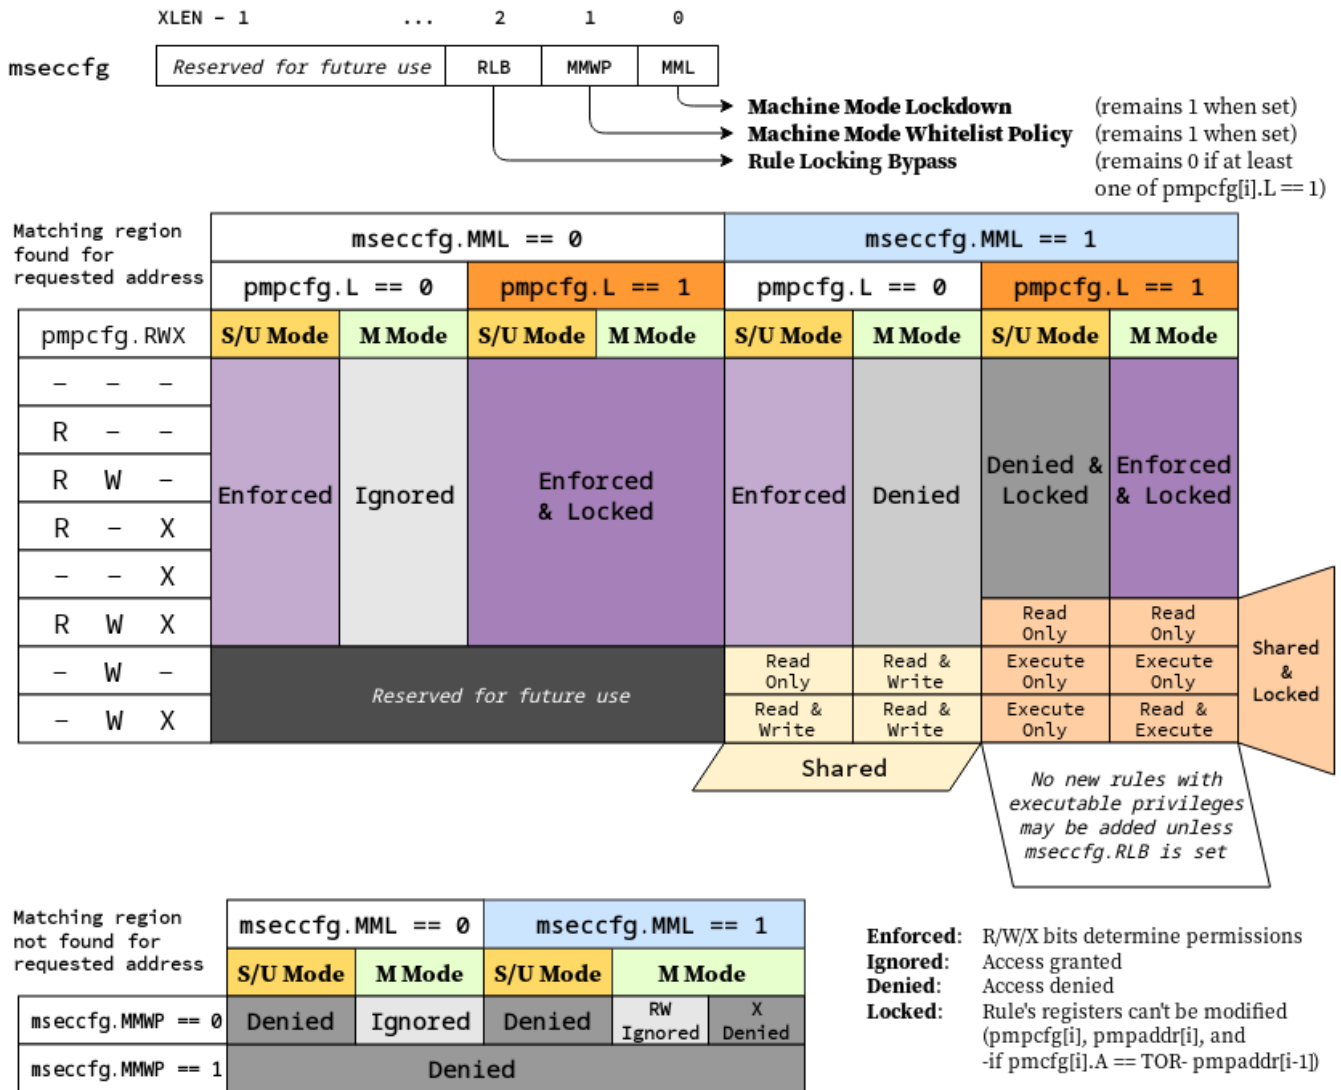 XLEN - 1 ... 2 1 0
mseccfg Reserved for future use RLB MMWP MML
Machine Mode Lockdown (remains 1 when set)
Machine Mode Whitelist Policy (remains 1 when set)
Rule Locking Bypass (remains 0 if at least
one of pmpcfg[i].L == 1)
Matching region
found for
requested address
mseccfg.MML == 0 mseccfg.MML == 1
pmpcfg.L == 0 pmpcfg.L == 1 pmpcfg.L == 0 pmpcfg.L == 1
pmpcfg.RWX S/U Mode M Mode S/U Mode M Mode S/U Mode M Mode S/U Mode M Mode
- - -
R - -
R W -
R - X
- - X
R W X
- W -
- W X
Enforced
Ignored
Enforced
& Locked
Enforced
Denied
Denied &
Locked
Enforced
& Locked
Read
Only
Read
Only
Reserved for future use
Read
Only
Read &
Write
Execute
Only
Execute
Only
Read &
Write
Read &
Write
Execute
Only
Read &
Execute
Shared
&
Locked
Shared
No new rules with
executable privileges
may be added unless
mseccfg.RLB is set
Matching region
not found for
requested address
mseccfg.MML == 0 mseccfg.MML == 1
S/U Mode M Mode S/U Mode M Mode
mseccfg.MMWP == 0 Denied Ignored Denied
RW
Ignored
X
Denied
mseccfg.MMWP == 1 Denied
Enforced: R/W/X bits determine permissions
Ignored: Access granted
Denied: Access denied
Locked: Rule's registers can't be modified
(pmpcfg[i], pmpaddr[i], and
-if pmcfg[i].A == TOR- pmpaddr[i-1])